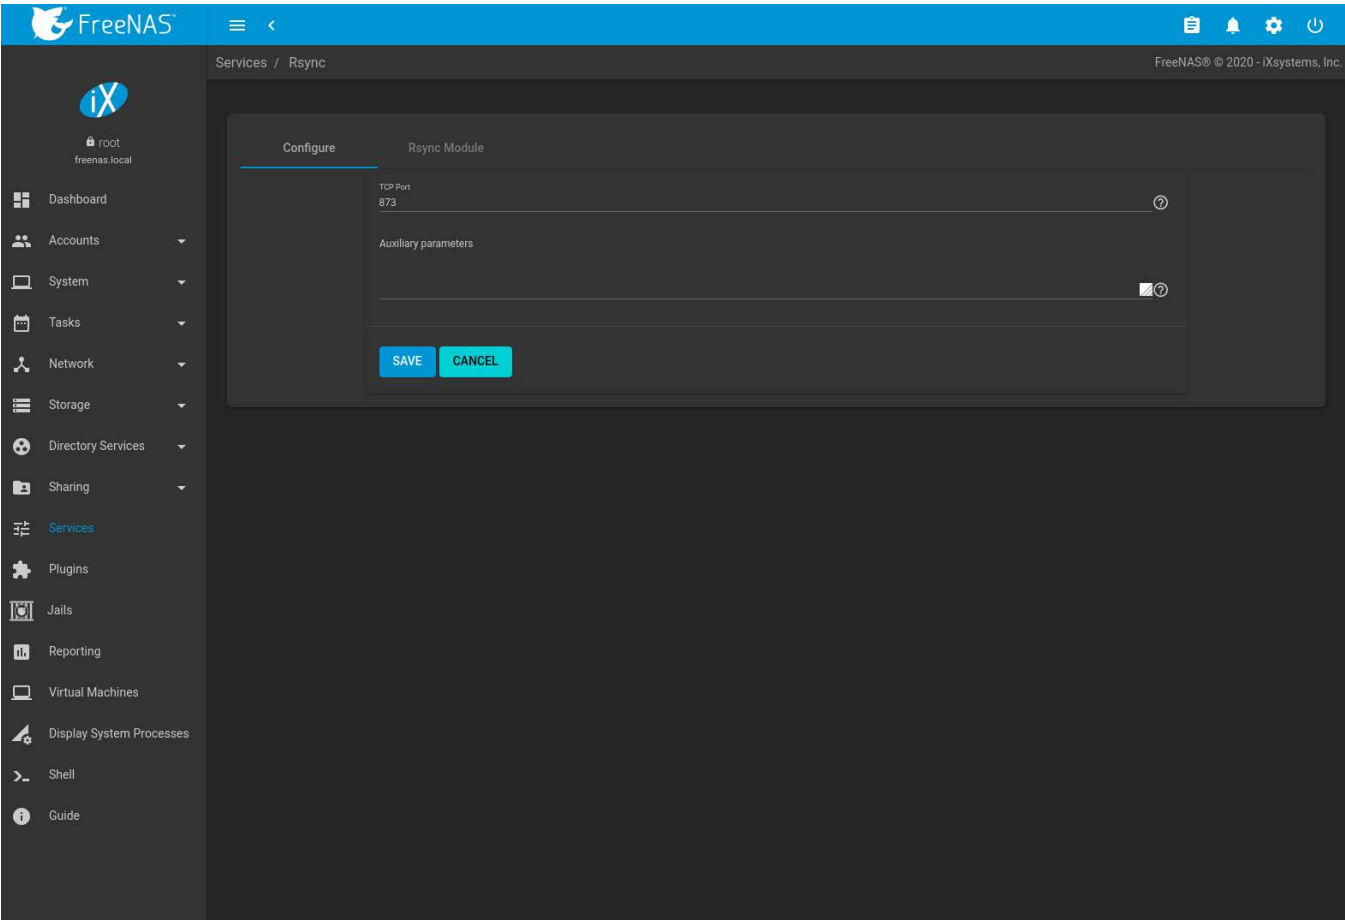 FreeNAS
Services / Rsync
FreeNAS® © 2020 - iXsystems, Inc.
iX
root
freenas.local
Dashboard
Accounts
System
Tasks
Network
Storage
Directory Services
Sharing
Services
Plugins
Jails
Reporting
Virtual Machines
Display System Processes
Shell
Guide
Configure
Rsync Module
TCP Port
873
Auxiliary parameters
SAVE
CANCEL